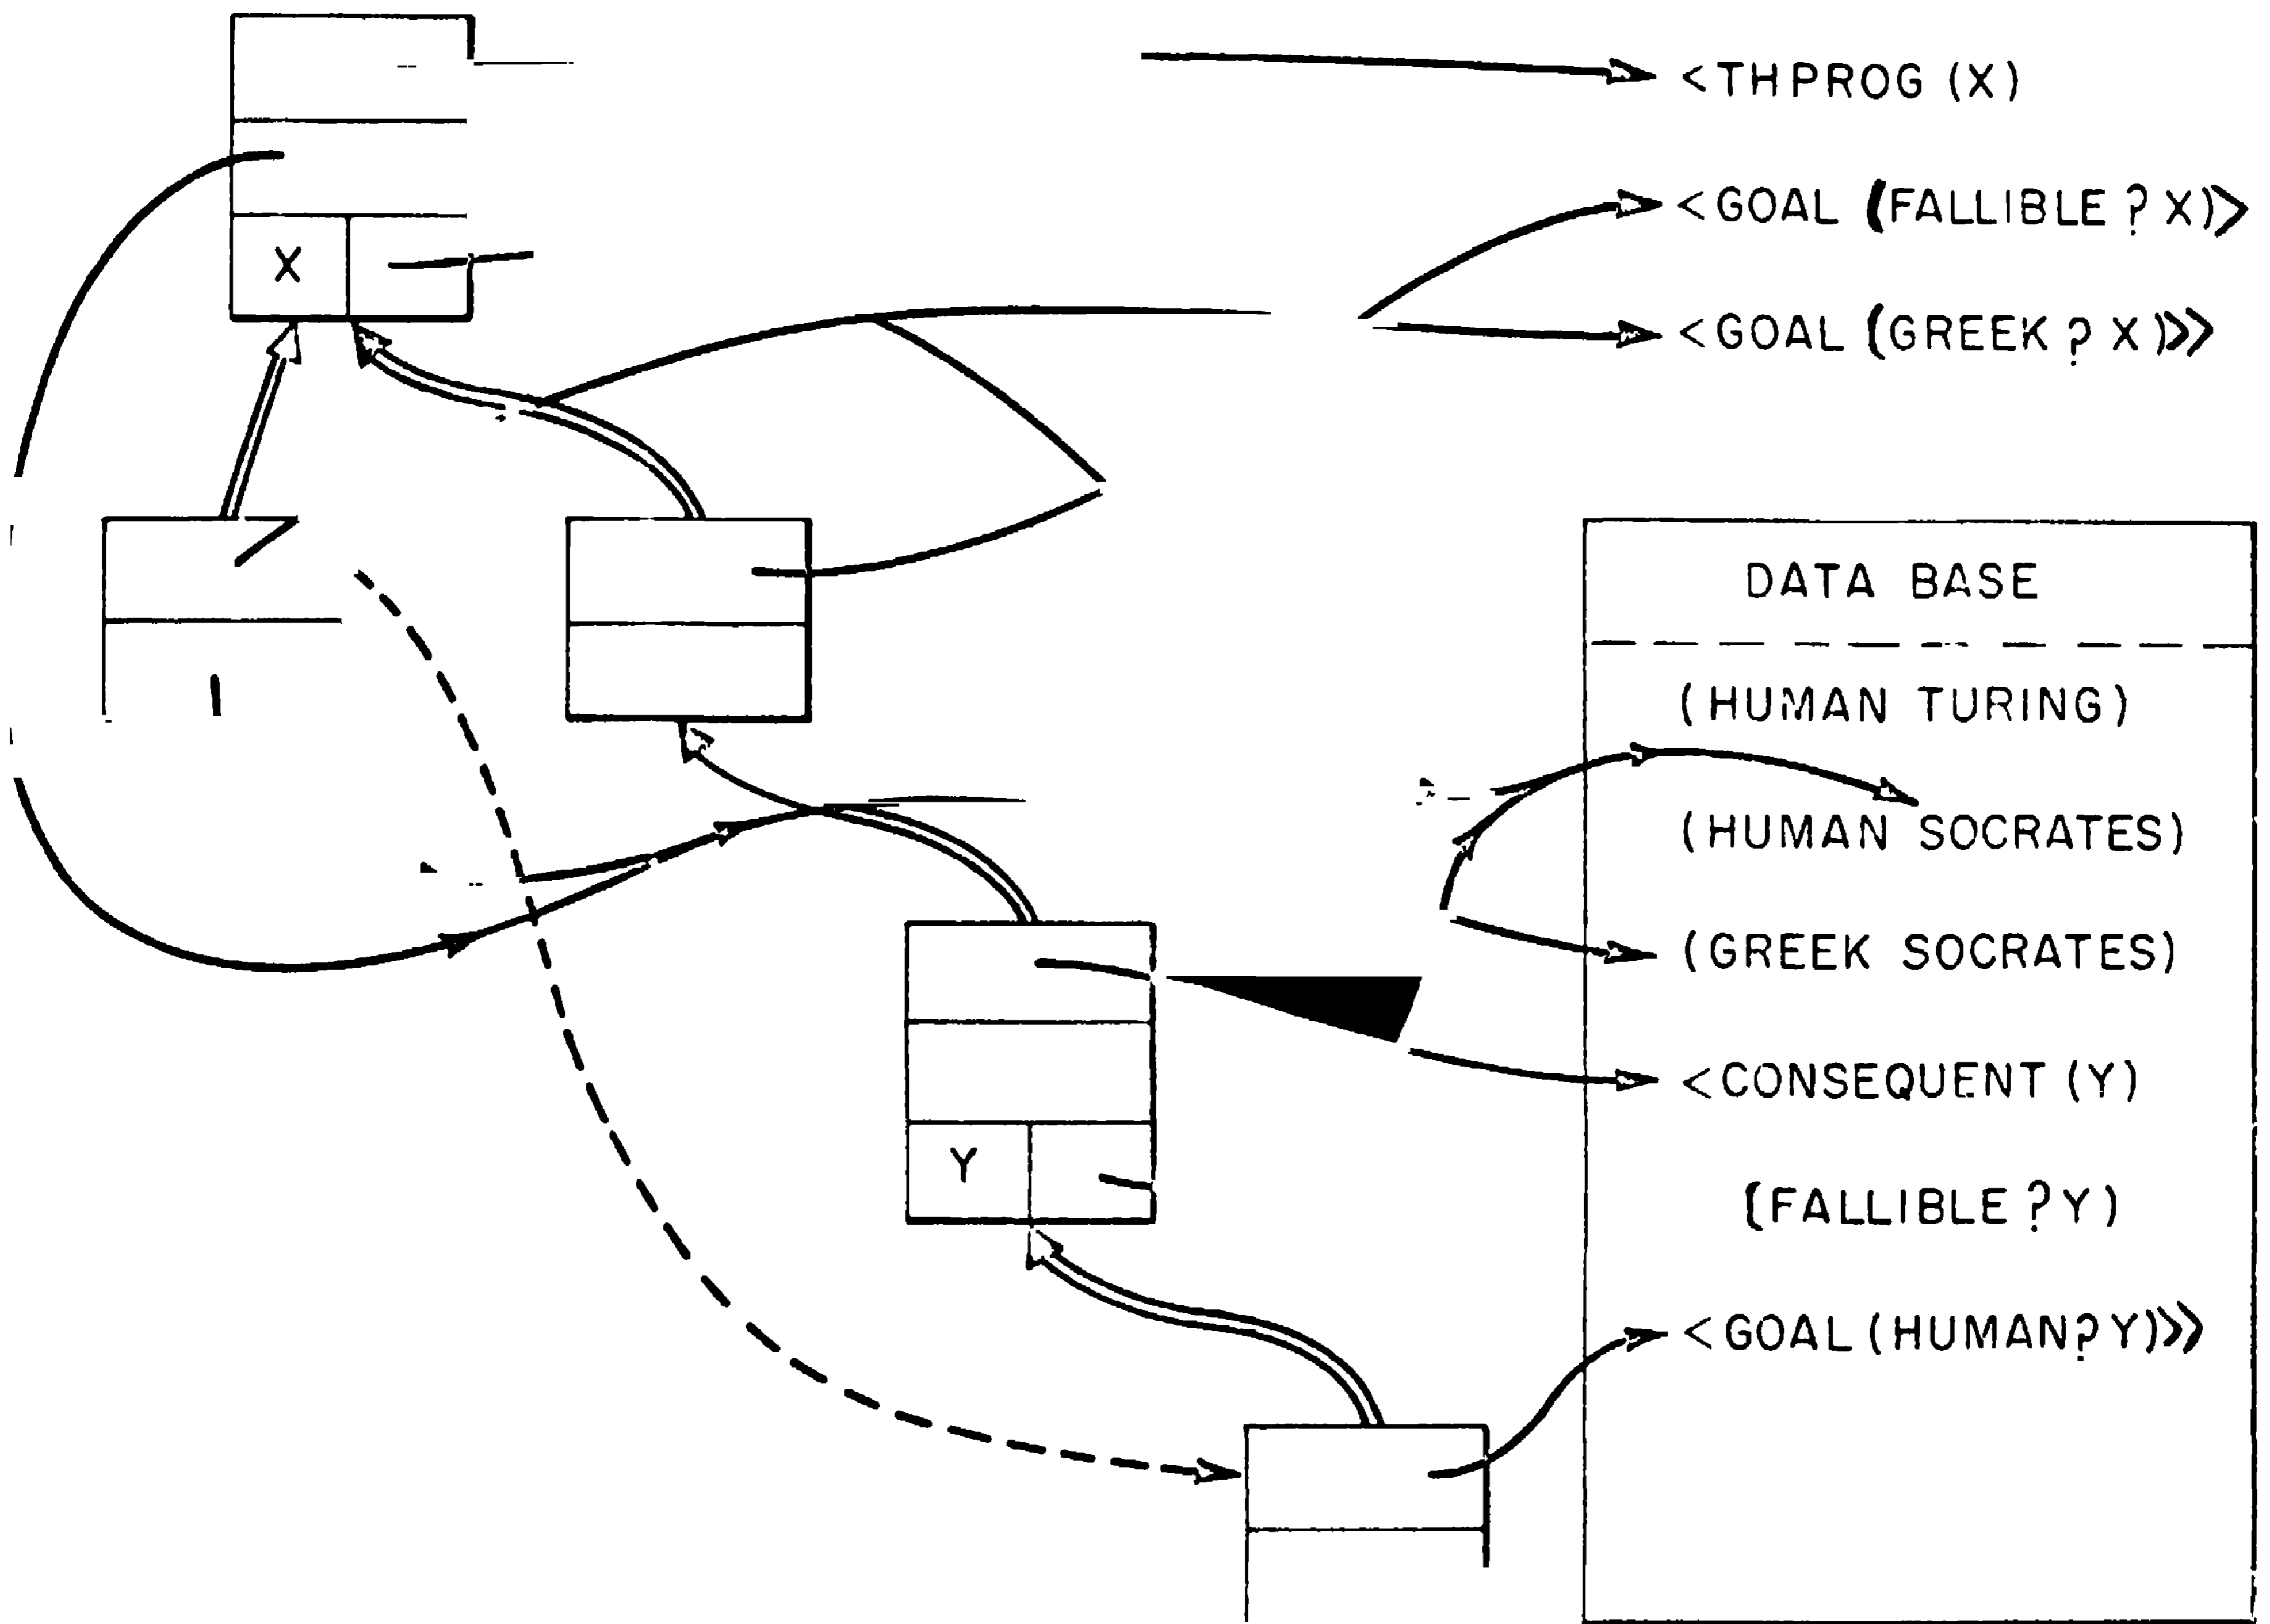 <THPROG (X)
<GOAL (FALLIBLE ? X)>
X
<GOAL (GREEK ? X)>>
DATA BASE
(HUMAN TURING)
(HUMAN SOCRATES)
(GREEK SOCRATES)
<CONSEQUENT (Y)
Y
(FALLIBLE ? Y)
<GOAL (HUMAN ? Y)>>